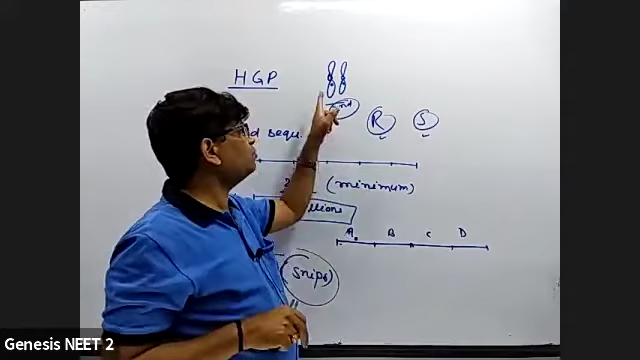 HGP
R S
d sequ.
(minimum)
llions
A B C D
(Snips)
Genesis NEET 2